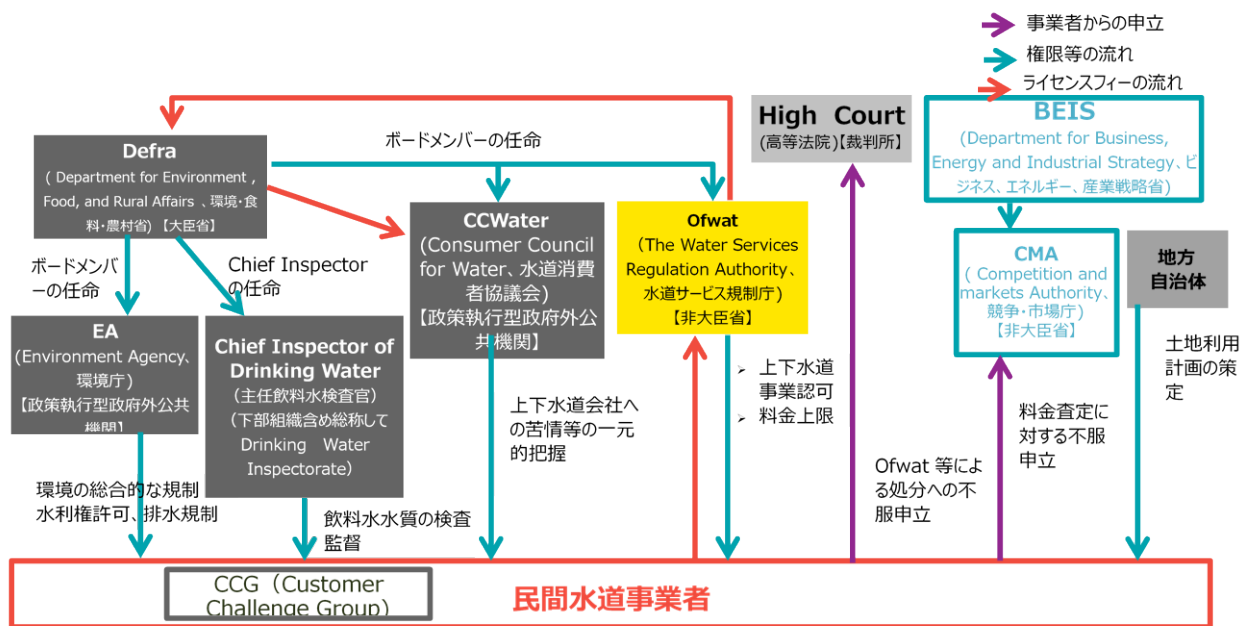 事業者からの申立
権限等の流れ
ライセンスフィーの流れ
BEIS
(Department for Business,
Energy and Industrial Strategy、ビ
ジネス、エネルギー、産業戦略省)
High Court
(高等法院)【裁判所】
ボードメンバーの任命
Defra
( Department for Environment ,
Food, and Rural Affairs 、環境・食
料・農村省) 【大臣省】
CCWater
(Consumer Council
for Water、水道消費
者協議会)
【政策執行型政府外公
共機関】
Ofwat
（The Water Services
Regulation Authority、
水道サービス規制庁)
【非大臣省】
CMA
( Competition and
markets Authority、
競争・市場庁)
【非大臣省】
地方
自治体
ボードメンバ
ーの任命
Chief Inspector
の任命
EA
(Environment Agency、
環境庁)
【政策執行型政府外公共
機関】
Chief Inspector of
Drinking Water
（主任飲料水検査官）
（下部組織含め総称して
Drinking Water
Inspectorate）
上下水道会社へ
の苦情等の一元
的把握
➢ 上下水道
事業認可
➢ 料金上限
Ofwat 等によ
る処分への不
服申立
料金査定に
対する不服
申立
土地利用
計画の策
定
環境の総合的な規制
水利権許可、排水規制
飲料水水質の検査
監督
CCG（Customer
Challenge Group）
民間水道事業者